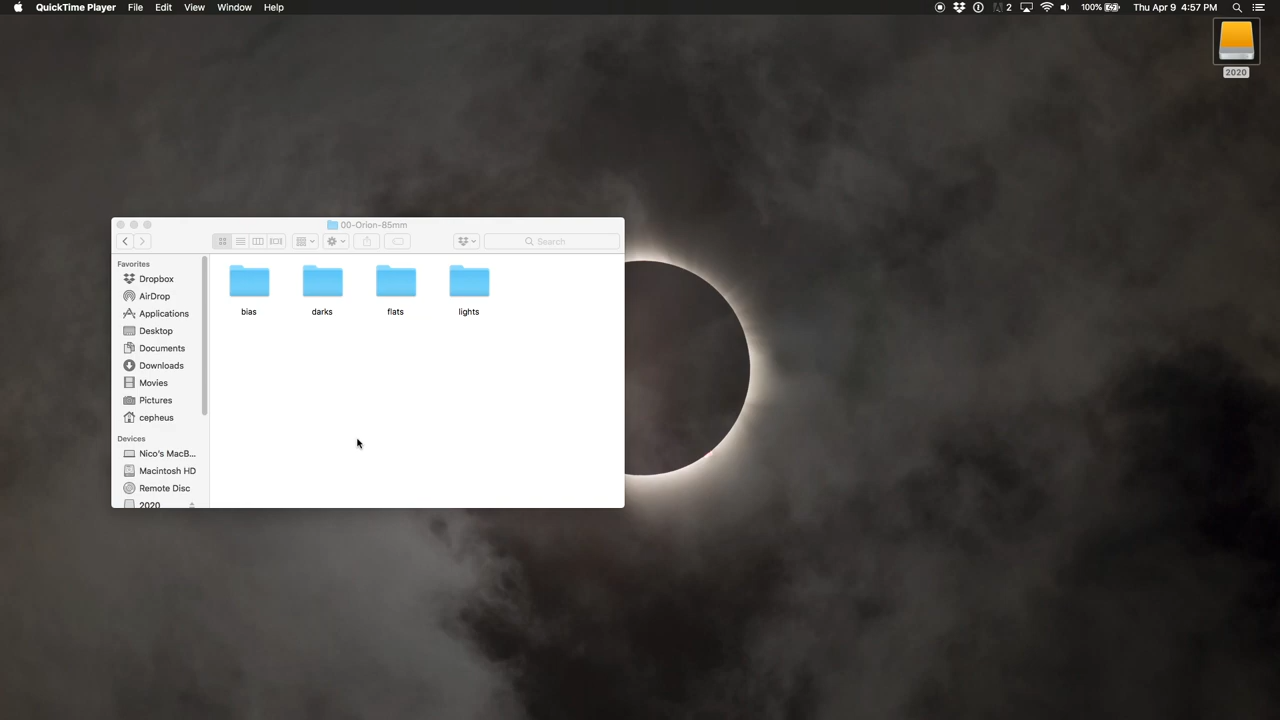 QuickTime Player File Edit View Window Help 2 100% Thu Apr 9 4:57 PM
2020
00-Orion-85mm
Search
Favorites
Dropbox
AirDrop
Applications
Desktop
Documents
Downloads
Movies
Pictures
cepheus
Devices
Nico's MacB...
Macintosh HD
Remote Disc
2020
bias
darks
flats
lights